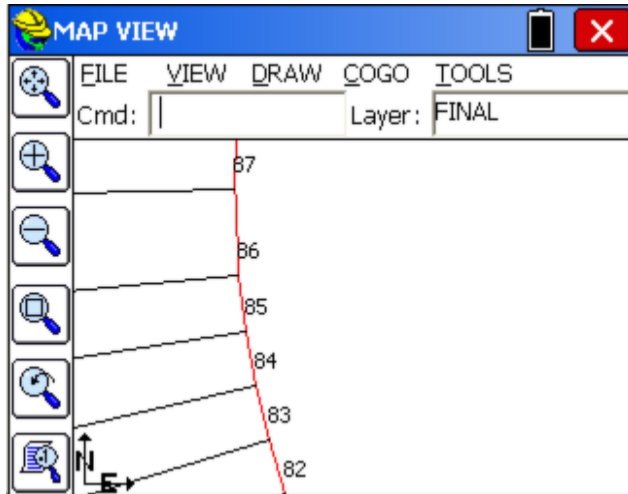 MAP VIEW
FILE VIEW DRAW COGO TOOLS
Cmd: Layer: FINAL
87
86
85
84
83
82
N
E